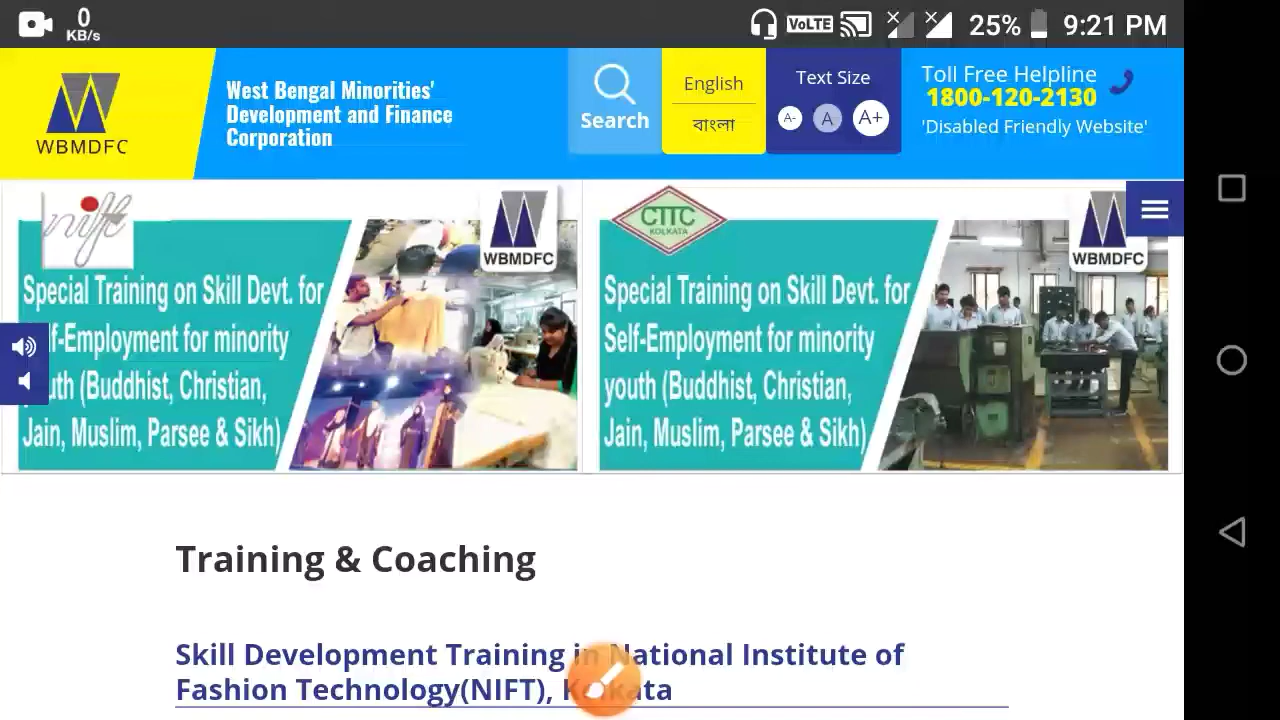 0
KB/s
VoLTE
25%
9:21 PM
WBMDFC
West Bengal Minorities'
Development and Finance
Corporation
Search
English
বাংলা
Text Size
A-
A
A+
Toll Free Helpline
1800-120-2130
'Disabled Friendly Website'
nift
WBMDFC
Special Training on Skill Devt. for
f-Employment for minority
uth (Buddhist, Christian,
Jain, Muslim, Parsee & Sikh)
CTTC
KOLKATA
WBMDFC
Special Training on Skill Devt. for
Self-Employment for minority
youth (Buddhist, Christian,
Jain, Muslim, Parsee & Sikh)
Training & Coaching
Skill Development Training in National Institute of
Fashion Technology(NIFT), Kolkata